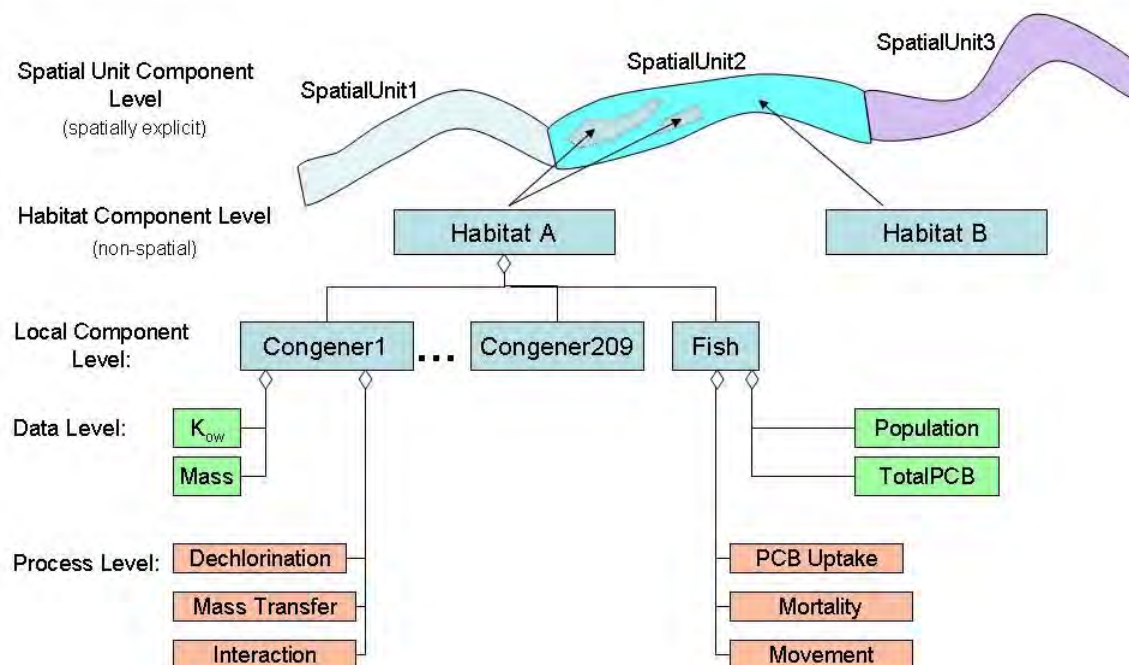 SpatialUnit3
SpatialUnit2
Spatial Unit Component
Level
(spatially explicit)
SpatialUnit1
Habitat Component Level
(non-spatial)
Habitat A
Habitat B
Local Component
Level:
Congener1
...
Congener209
Fish
Data Level:
Kow
Mass
Population
TotalPCB
Process Level:
Dechlorination
Mass Transfer
Interaction
PCB Uptake
Mortality
Movement